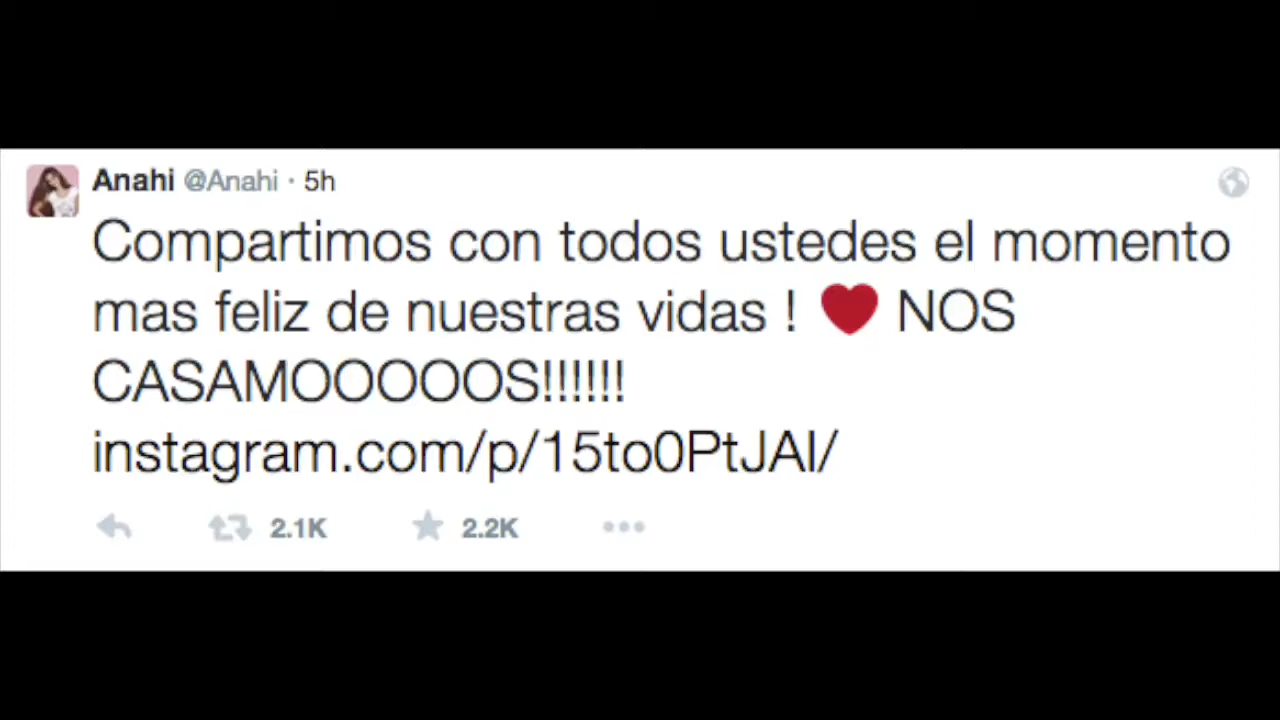 Anahi @Anahi · 5h
Compartimos con todos ustedes el momento
mas feliz de nuestras vidas ! ❤ NOS
CASAMOOOOOS!!!!!!
instagram.com/p/15to0PtJAI/
2.1K 2.2K